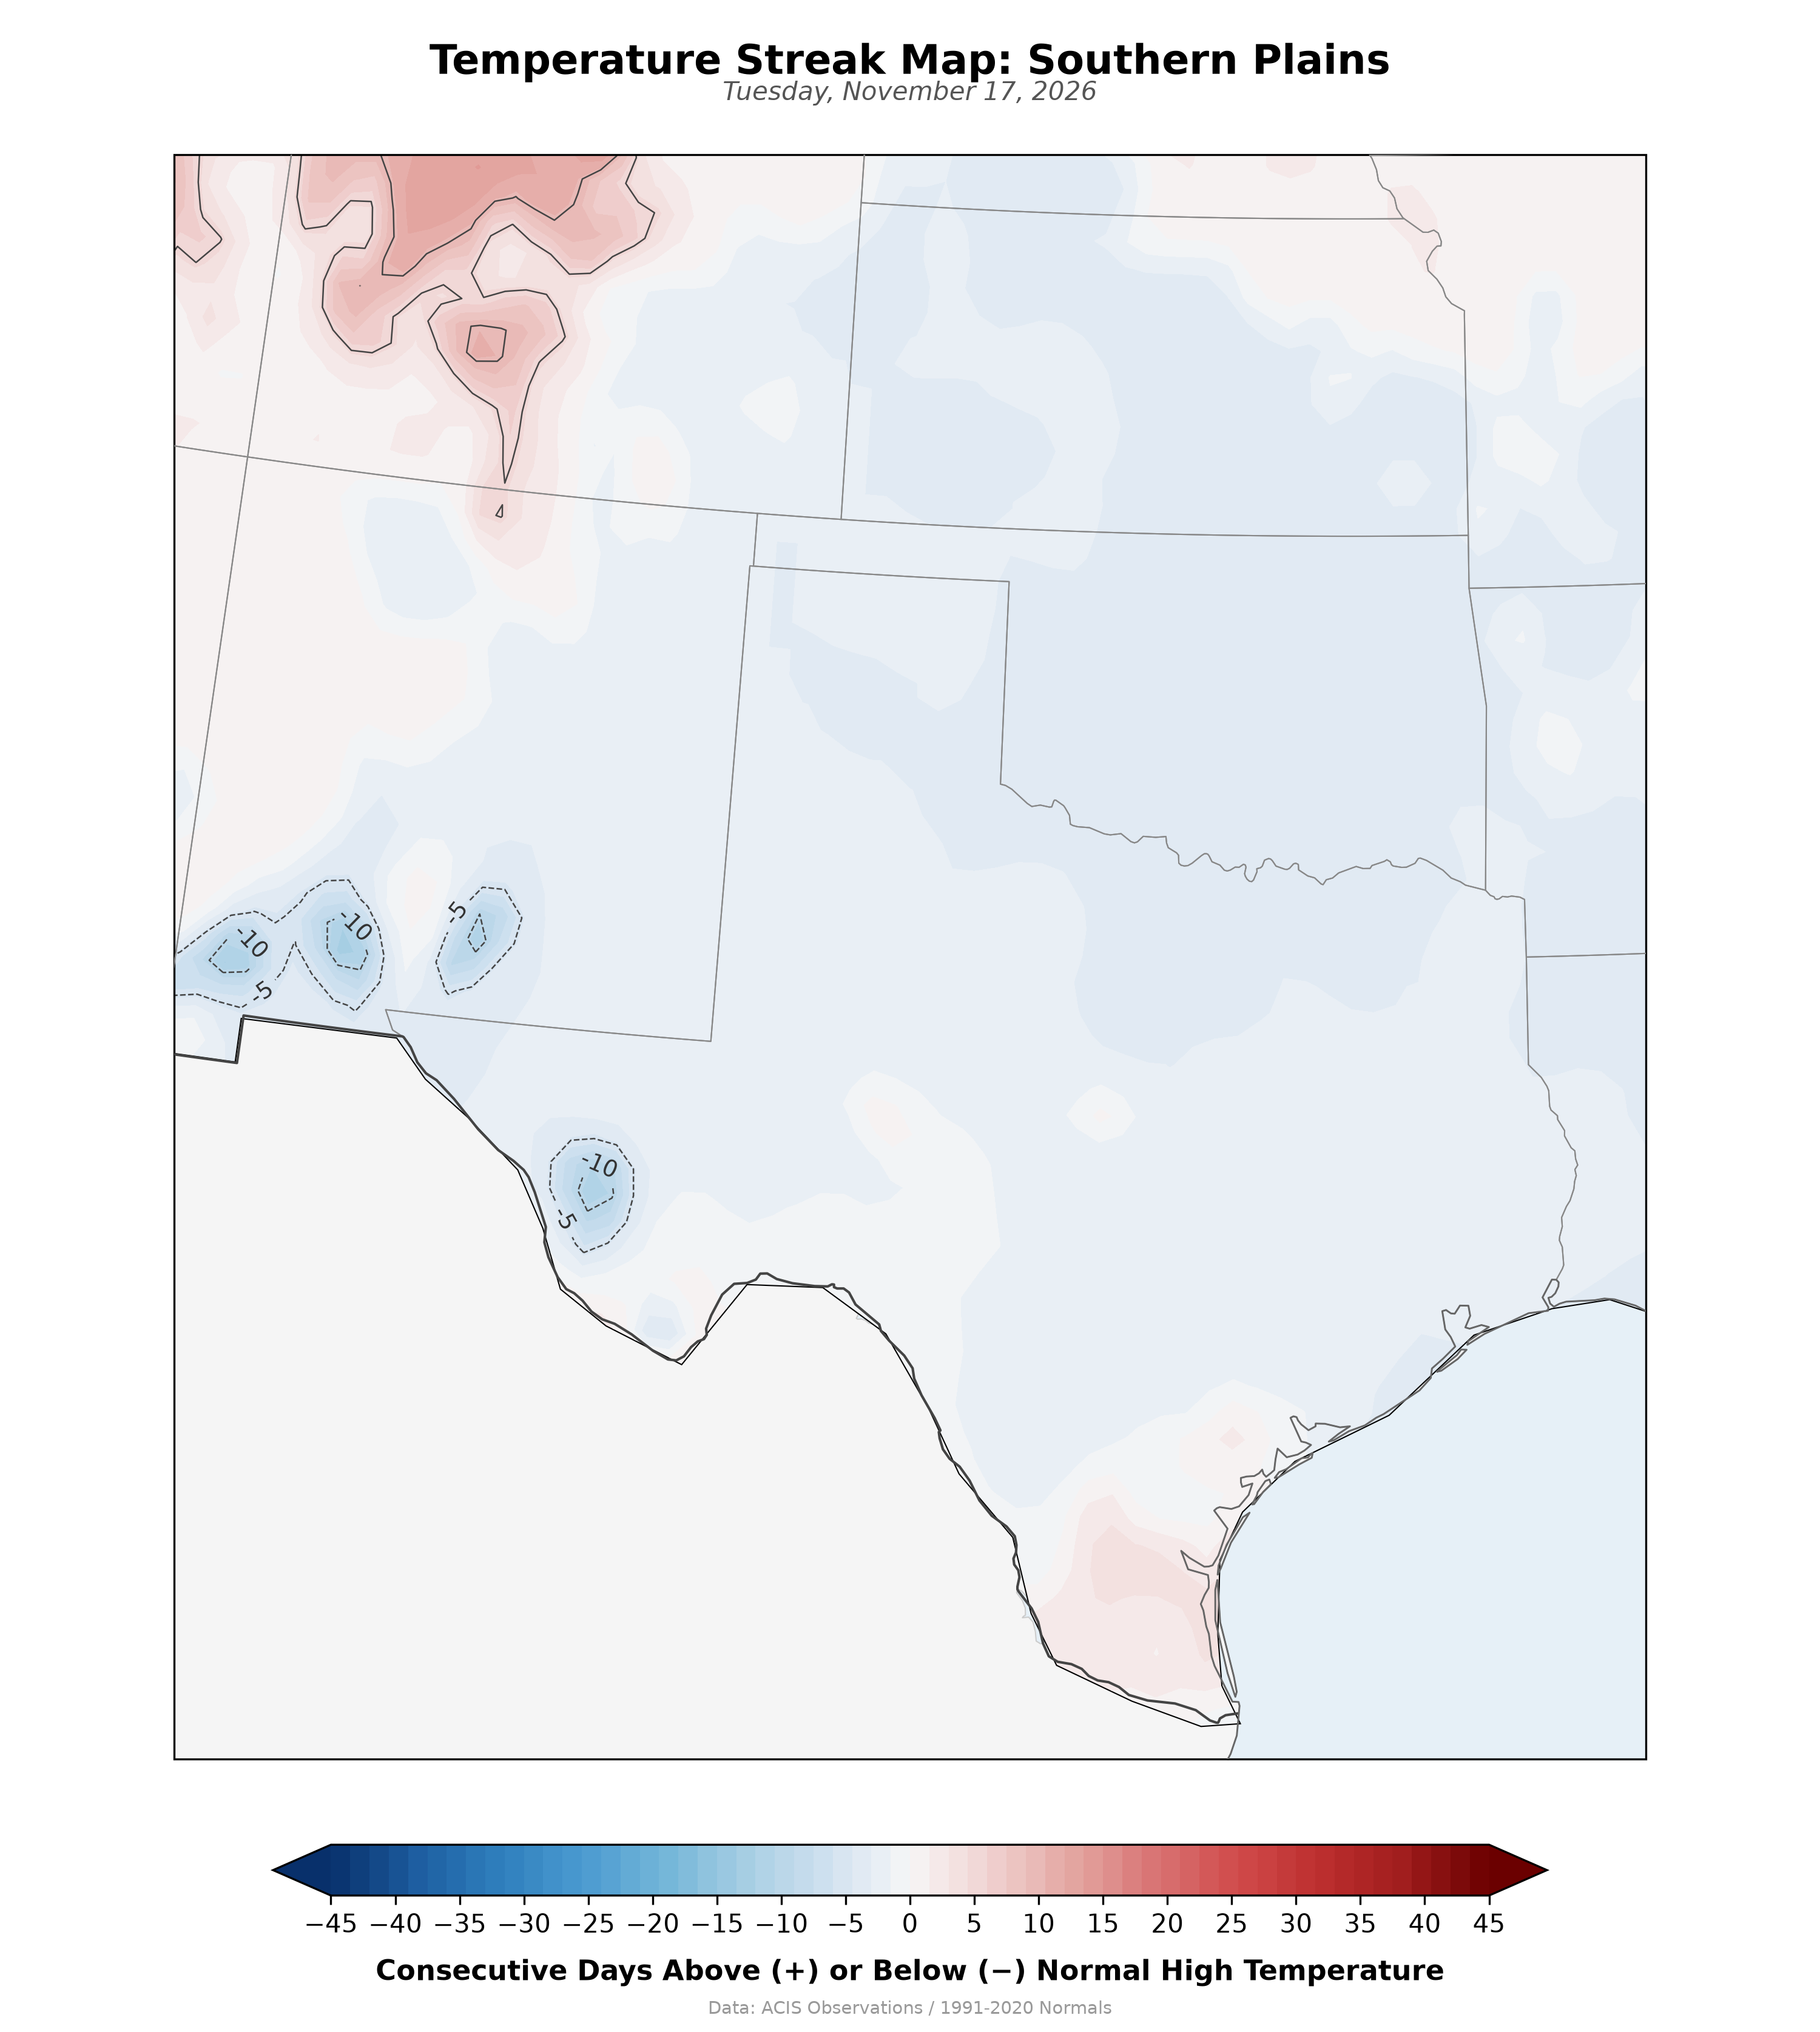 Temperature Streak Map: Southern Plains
Tuesday, November 17, 2026
-10
-10
-5
-5
-10
-5
−45 −40 −35 −30 −25 −20 −15 −10 −5 0 5 10 15 20 25 30 35 40 45
Consecutive Days Above (+) or Below (−) Normal High Temperature
Data: ACIS Observations / 1991-2020 Normals